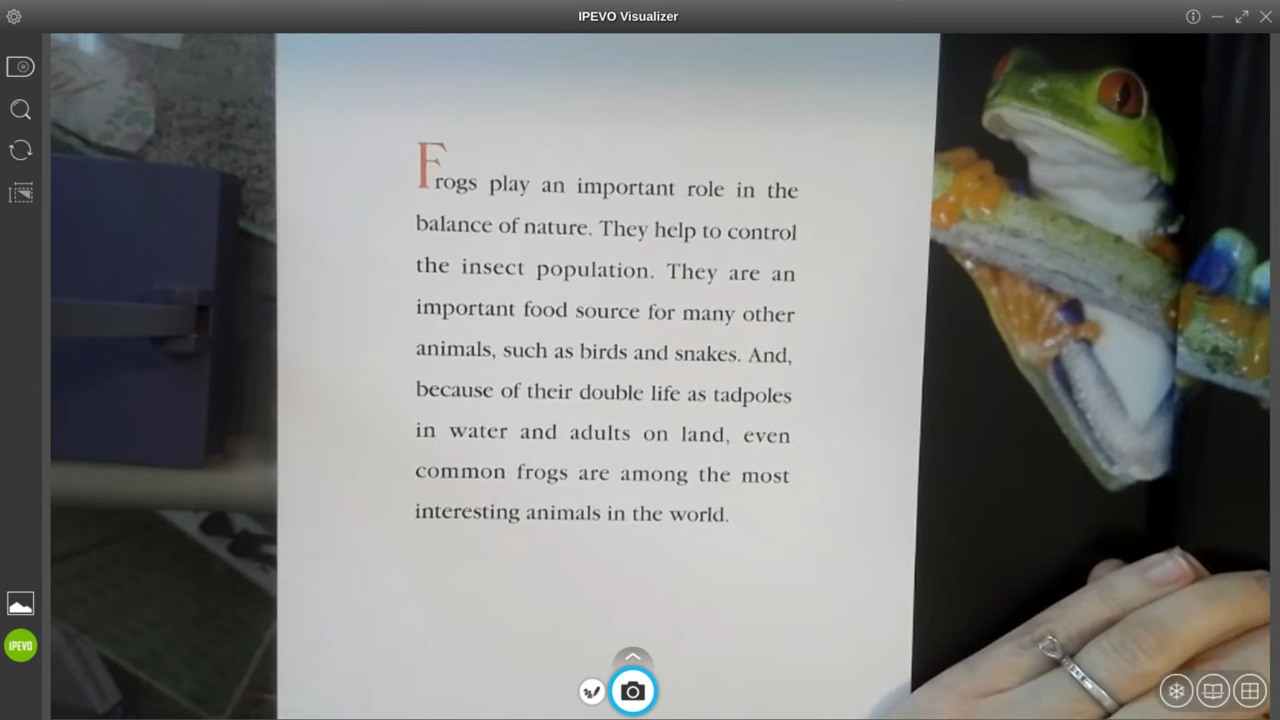 IPEVO Visualizer
Frogs play an important role in the
balance of nature. They help to control
the insect population. They are an
important food source for many other
animals, such as birds and snakes. And,
because of their double life as tadpoles
in water and adults on land, even
common frogs are among the most
interesting animals in the world.
IPEVO